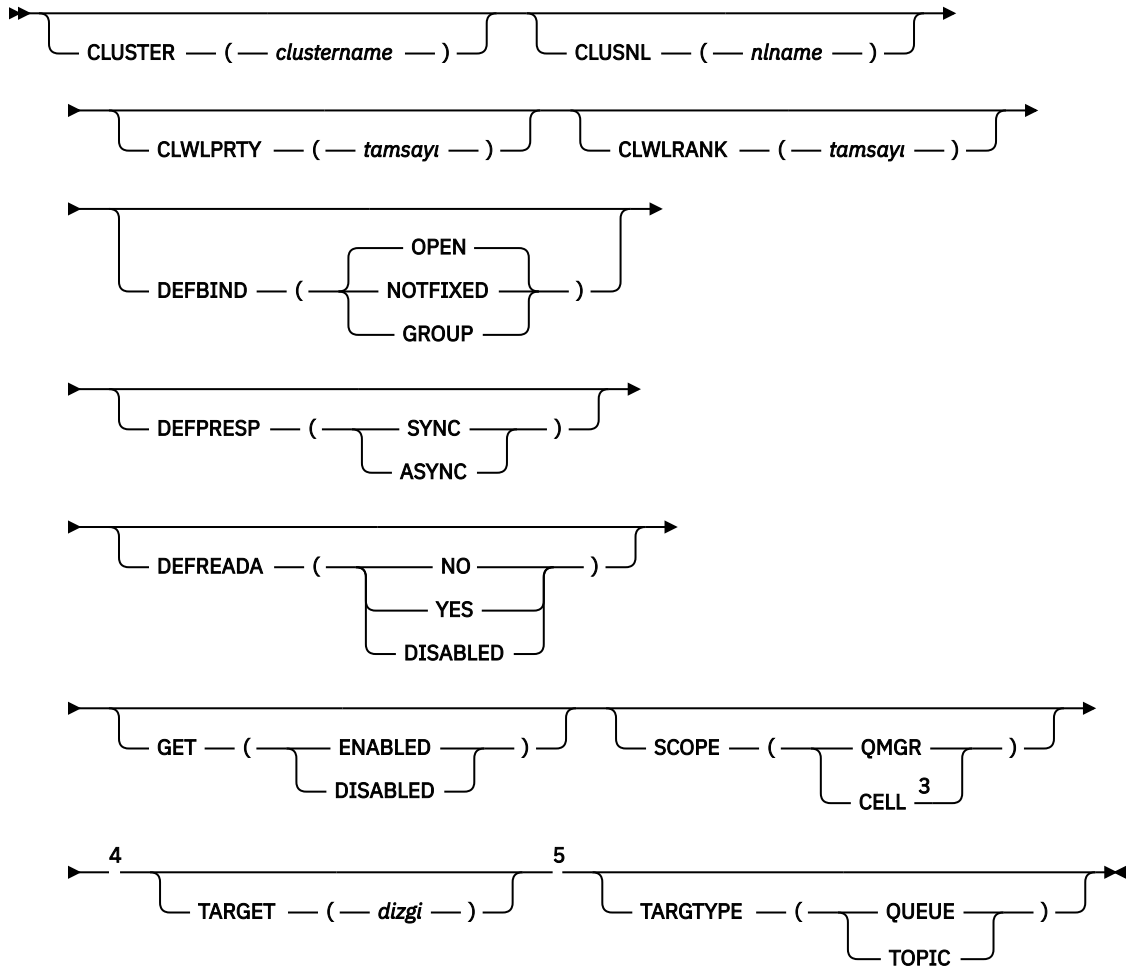 CLUSTER ( clustername ) CLUSNL ( nlname )
CLWLPRTY ( tamsayı ) CLWLRANK ( tamsayı )
OPEN
DEFBIND ( NOTFIXED )
GROUP
DEFPRESP ( SYNC )
ASYNC
DEFREADA ( NO )
YES
DISABLED
GET ( ENABLED ) SCOPE ( QMGR )
DISABLED
CELL 3
4 5
TARGET ( dizgi ) TARGTYPE ( QUEUE )
TOPIC